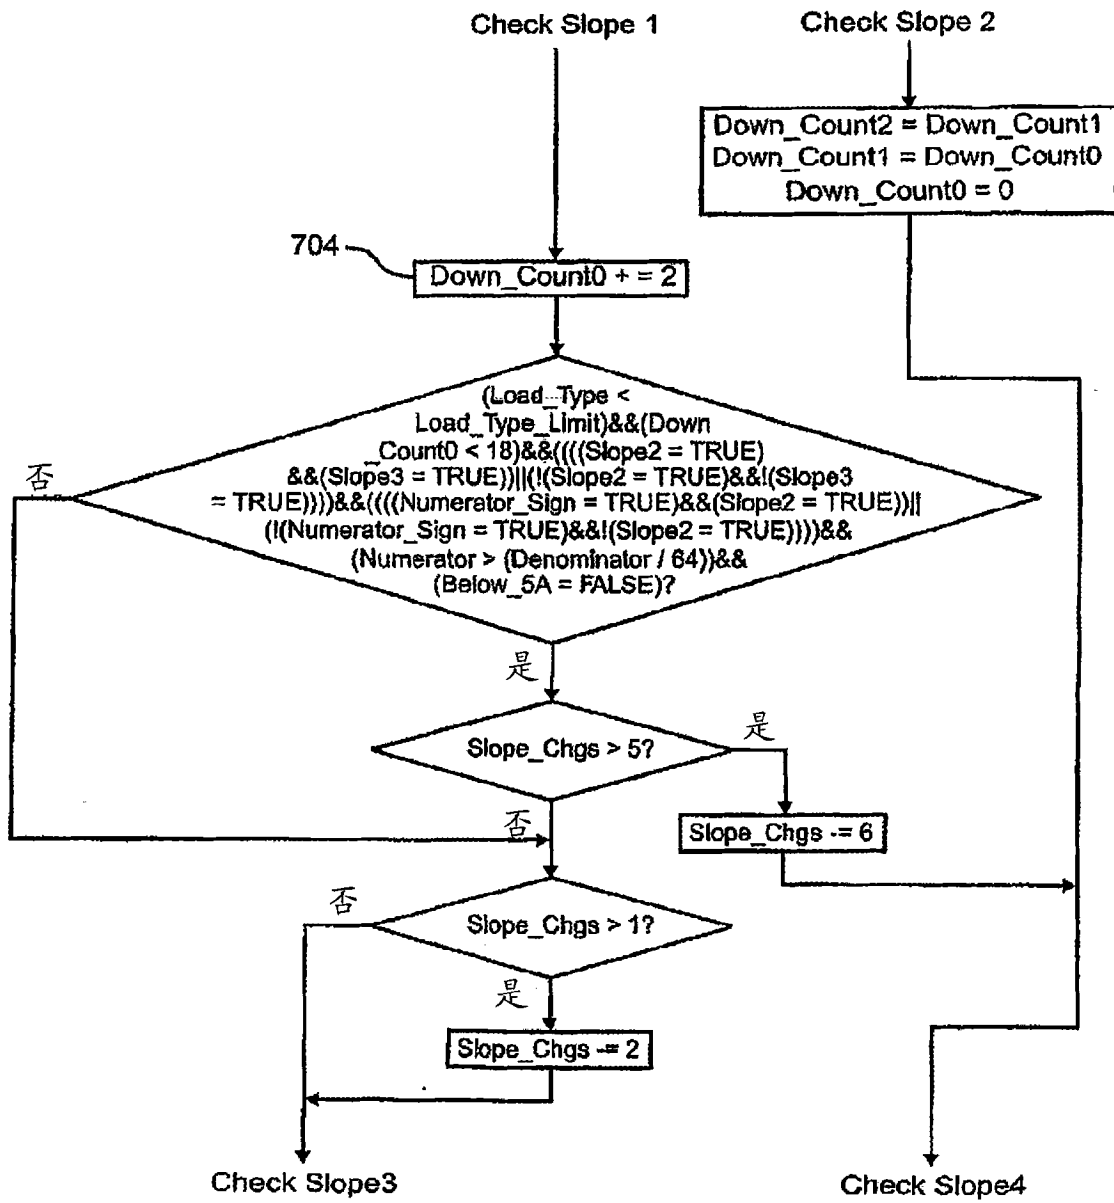 Check Slope 1
Check Slope 2
Down_Count2 = Down_Count1
Down_Count1 = Down_Count0
Down_Count0 = 0
704
Down_Count0 + = 2
(Load_Type <
Load_Type_Limit)&&(Down
_Count0 < 18)&&((((Slope2 = TRUE)
&&(Slope3 = TRUE))||(!(Slope2 = TRUE)&&!(Slope3
= TRUE))))&&((((Numerator_Sign = TRUE)&&(Slope2 = TRUE))||
(!(Numerator_Sign = TRUE)&&!(Slope2 = TRUE))))&&
(Numerator > (Denominator / 64))&&
(Below_5A = FALSE)?
否
是
Slope_Chgs > 5?
是
否
Slope_Chgs -= 6
Slope_Chgs > 1?
否
是
Slope_Chgs -= 2
Check Slope3
Check Slope4